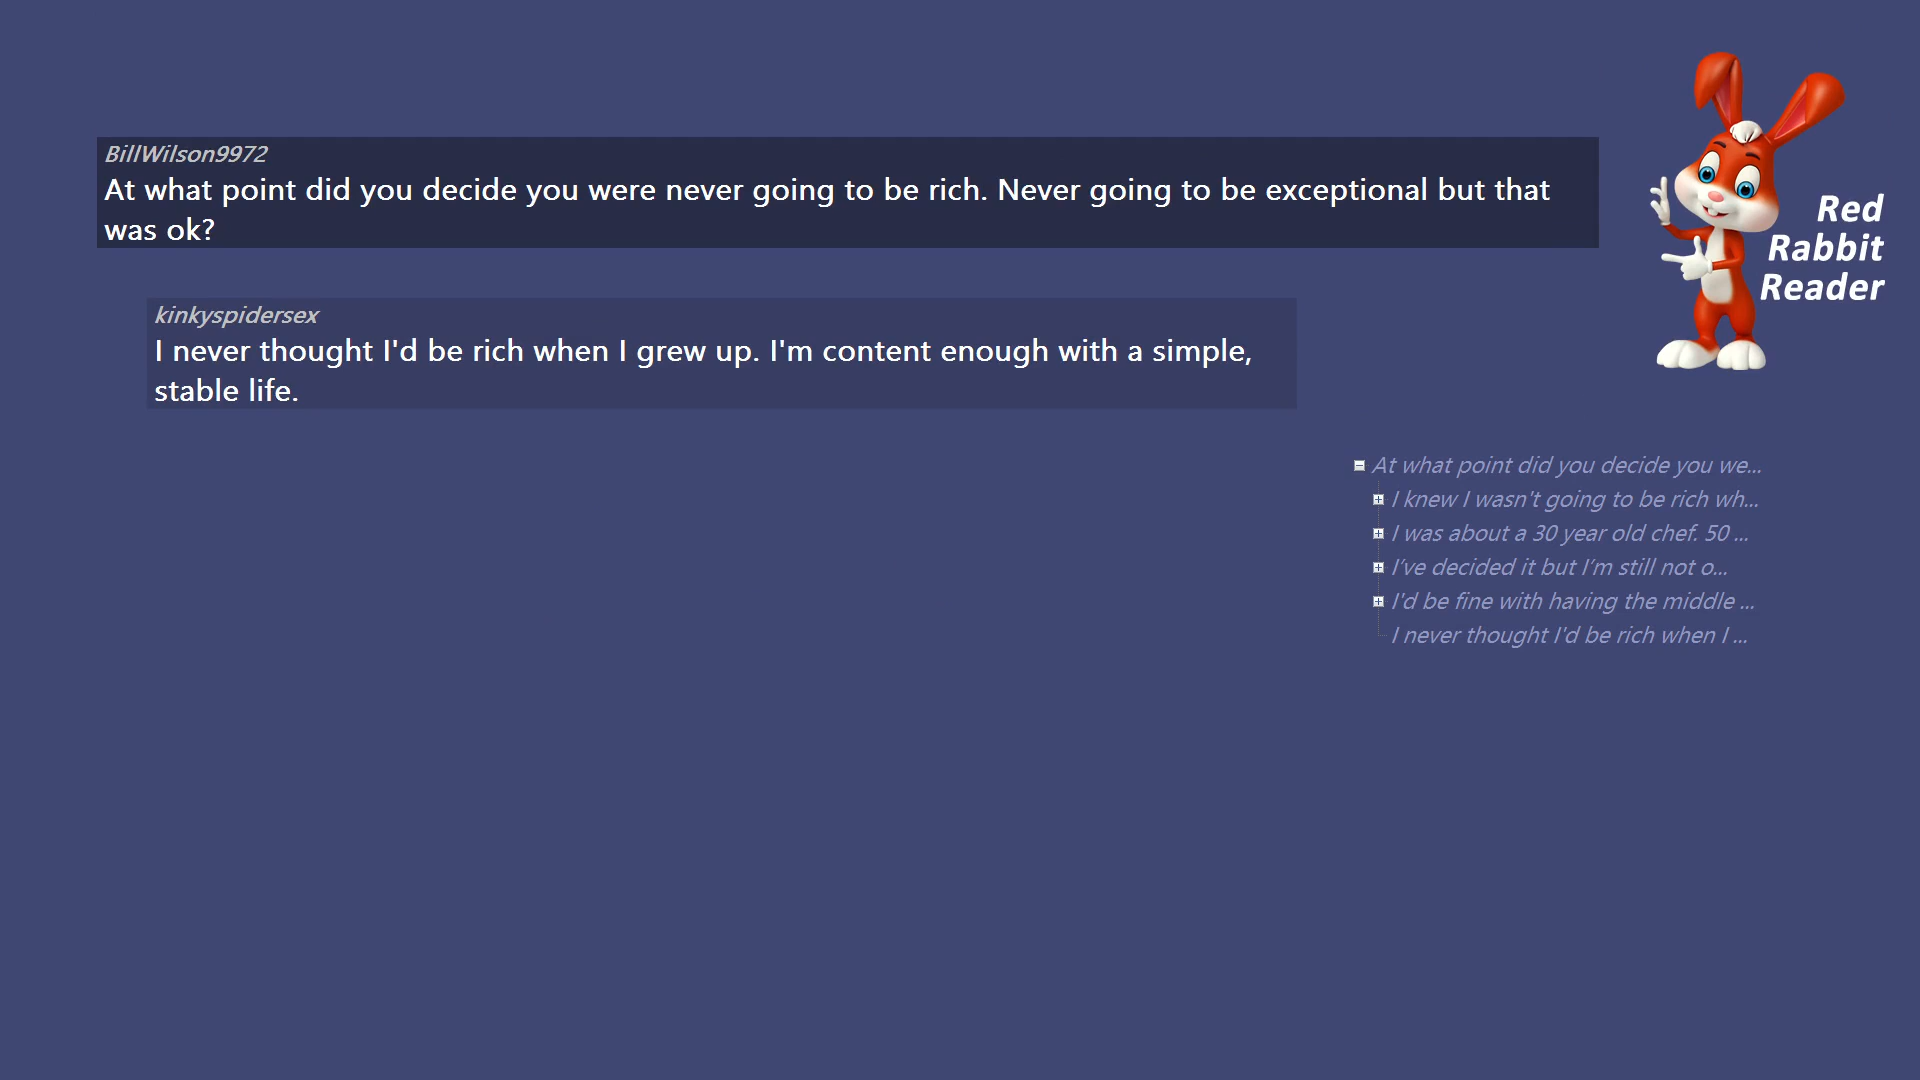 BillWilson9972
At what point did you decide you were never going to be rich. Never going to be exceptional but that
was ok?
Red
Rabbit
Reader
kinkyspidersex
I never thought I'd be rich when I grew up. I'm content enough with a simple,
stable life.
At what point did you decide you we...
I knew I wasn't going to be rich wh...
I was about a 30 year old chef. 50 ...
I’ve decided it but I’m still not o...
I'd be fine with having the middle ...
I never thought I'd be rich when I ...